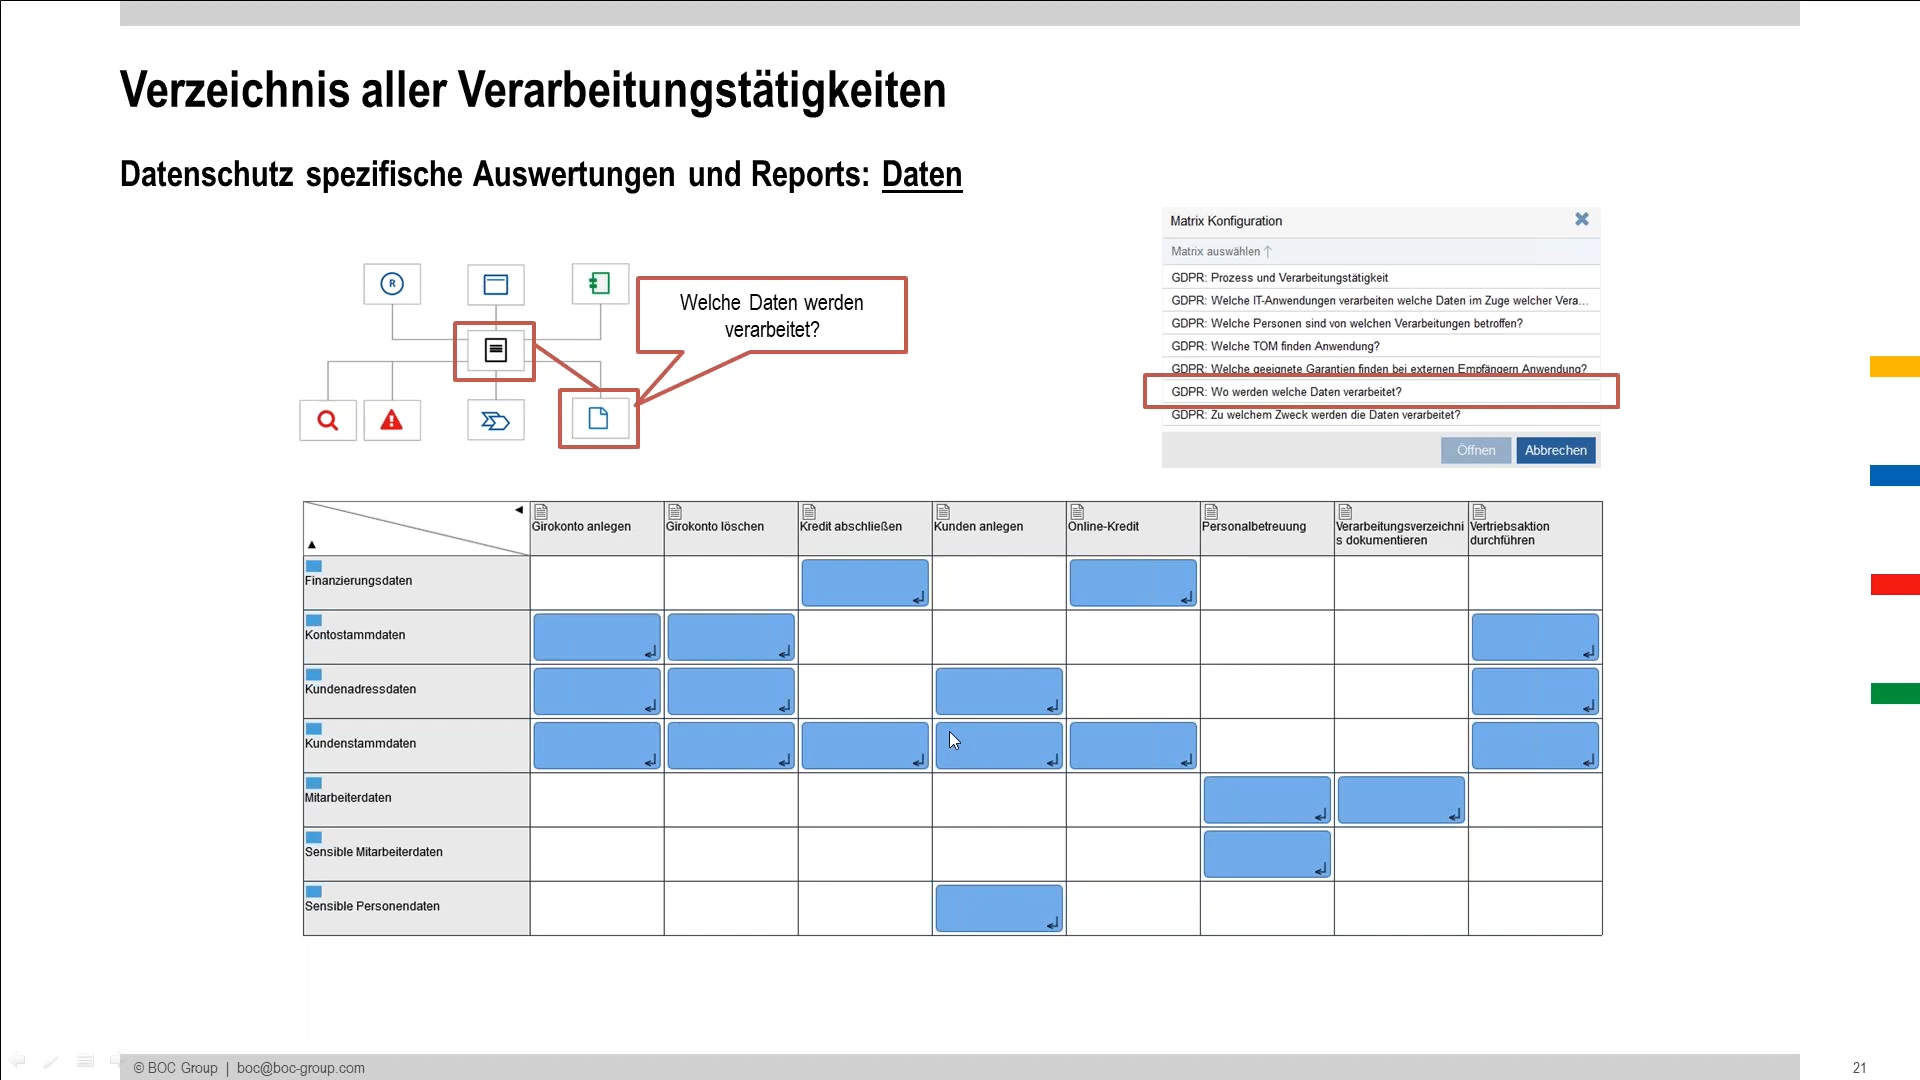 Verzeichnis aller Verarbeitungstätigkeiten
Datenschutz spezifische Auswertungen und Reports: Daten
R
Welche Daten werden
verarbeitet?
Matrix Konfiguration
Matrix auswählen ↑
GDPR: Prozess und Verarbeitungstätigkeit
GDPR: Welche IT-Anwendungen verarbeiten welche Daten im Zuge welcher Vera...
GDPR: Welche Personen sind von welchen Verarbeitungen betroffen?
GDPR: Welche TOM finden Anwendung?
GDPR: Welche geeignete Garantien finden bei externen Empfängern Anwendung?
GDPR: Wo werden welche Daten verarbeitet?
GDPR: Zu welchem Zweck werden die Daten verarbeitet?
Öffnen Abbrechen
Girokonto anlegen Girokonto löschen Kredit abschließen Kunden anlegen Online-Kredit Personalbetreuung Verarbeitungsverzeichni Vertriebsaktion
s dokumentieren durchführen
Finanzierungsdaten
Kontostammdaten
Kundenadressdaten
Kundenstammdaten
Mitarbeiterdaten
Sensible Mitarbeiterdaten
Sensible Personendaten
© BOC Group | boc@boc-group.com
21